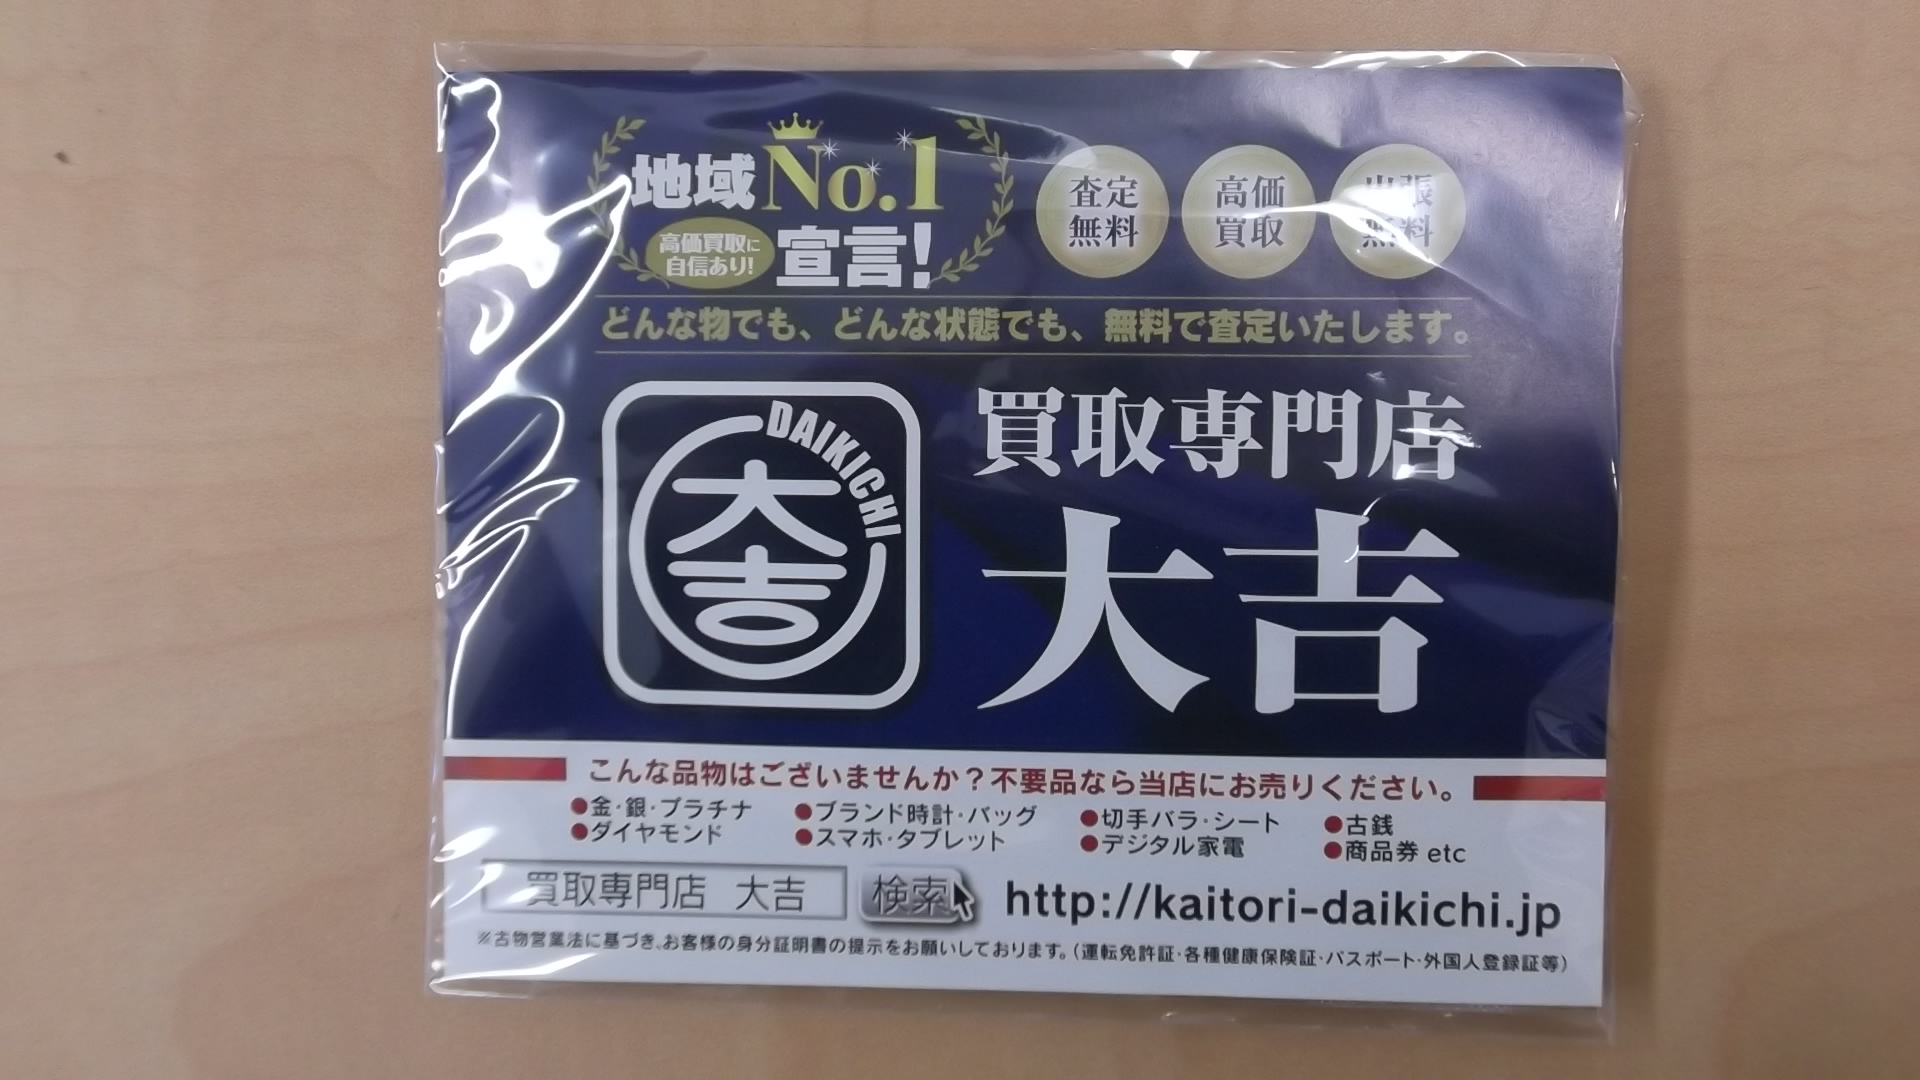 地域No.1
高価買取に
自信あり!
宣言!
査定
無料
高価
買取
出張
無料
どんな物でも、どんな状態でも、無料で査定いたします。
DAIKICHI
大吉
買取専門店
大吉
こんな品物はございませんか?不要品なら当店にお売りください。
●金・銀・プラチナ ●ブランド時計・バッグ ●切手バラ・シート ●古銭
●ダイヤモンド ●スマホ・タブレット ●デジタル家電 ●商品券 etc
買取専門店 大吉 検索 http://kaitori-daikichi.jp
※古物営業法に基づき、お客様の身分証明書の提示をお願いしております。(運転免許証・各種健康保険証・パスポート・外国人登録証等)